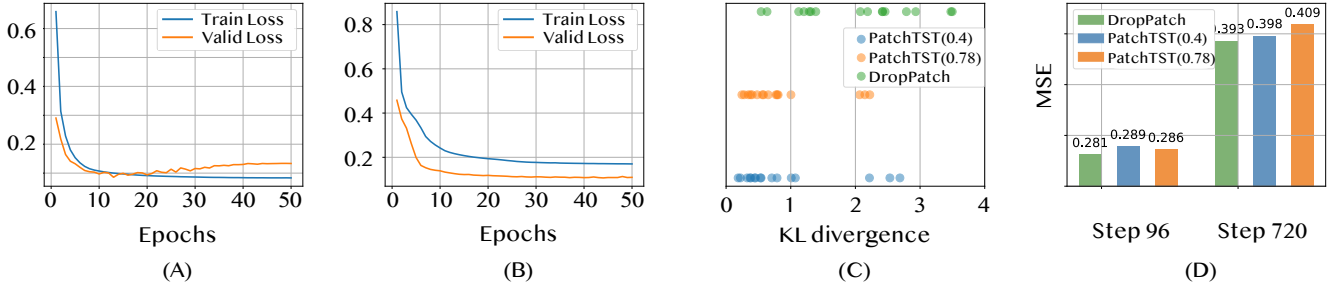 0.6
0.4
0.2
0
10
20
30
40
50
Train Loss
Valid Loss
Epochs
(A)
0.8
0.6
0.4
0.2
0
10
20
30
40
50
Train Loss
Valid Loss
Epochs
(B)
PatchTST(0.4)
PatchTST(0.78)
DropPatch
0
1
2
3
4
KL divergence
(C)
MSE
DropPatch
PatchTST(0.4)
PatchTST(0.78)
0.281
0.289
0.286
0.393
0.398
0.409
Step 96
Step 720
(D)